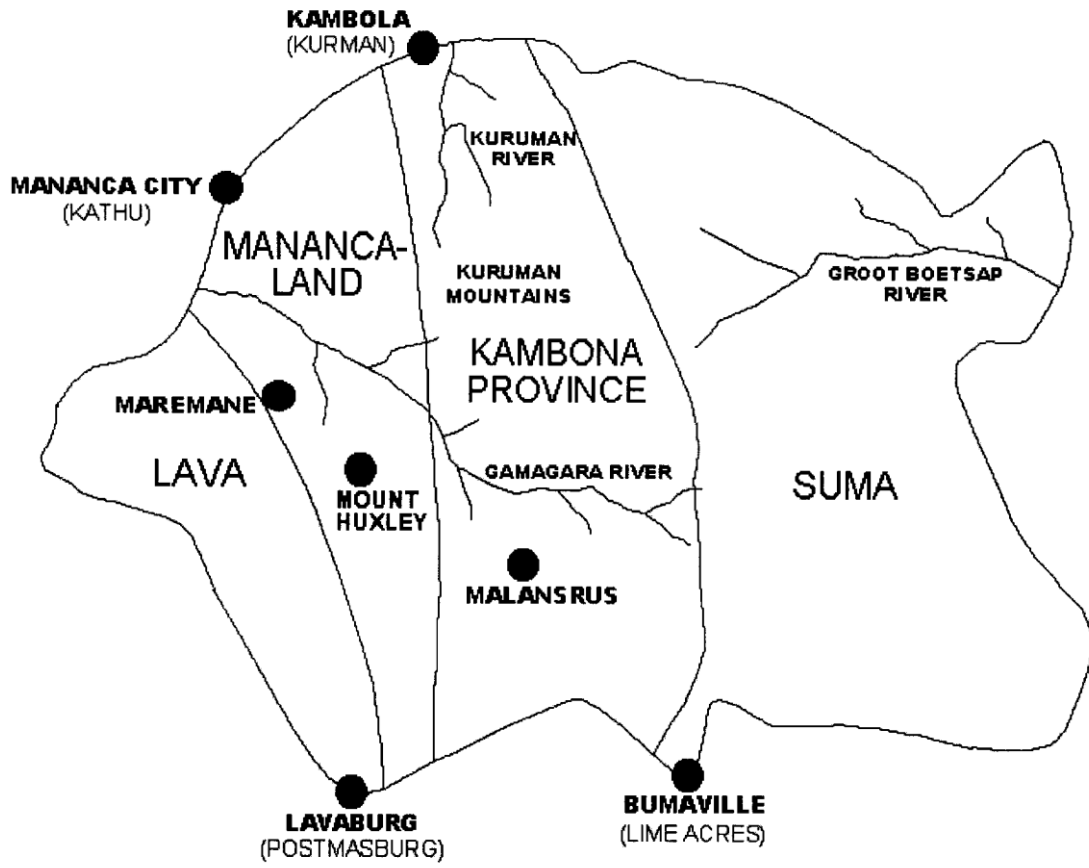 KAMBOLA
(KURMAN)
KURUMAN
RIVER
MANANCA CITY
(KATHU)
MANANCA-
LAND
KURUMAN
MOUNTAINS
GROOT BOETSAP
RIVER
KAMBONA
PROVINCE
MAREMANE
LAVA
GAMAGARA RIVER
SUMA
MOUNT
HUXLEY
MALANSRUS
LAVABURG
(POSTMASBURG)
BUMAVILLE
(LIME ACRES)